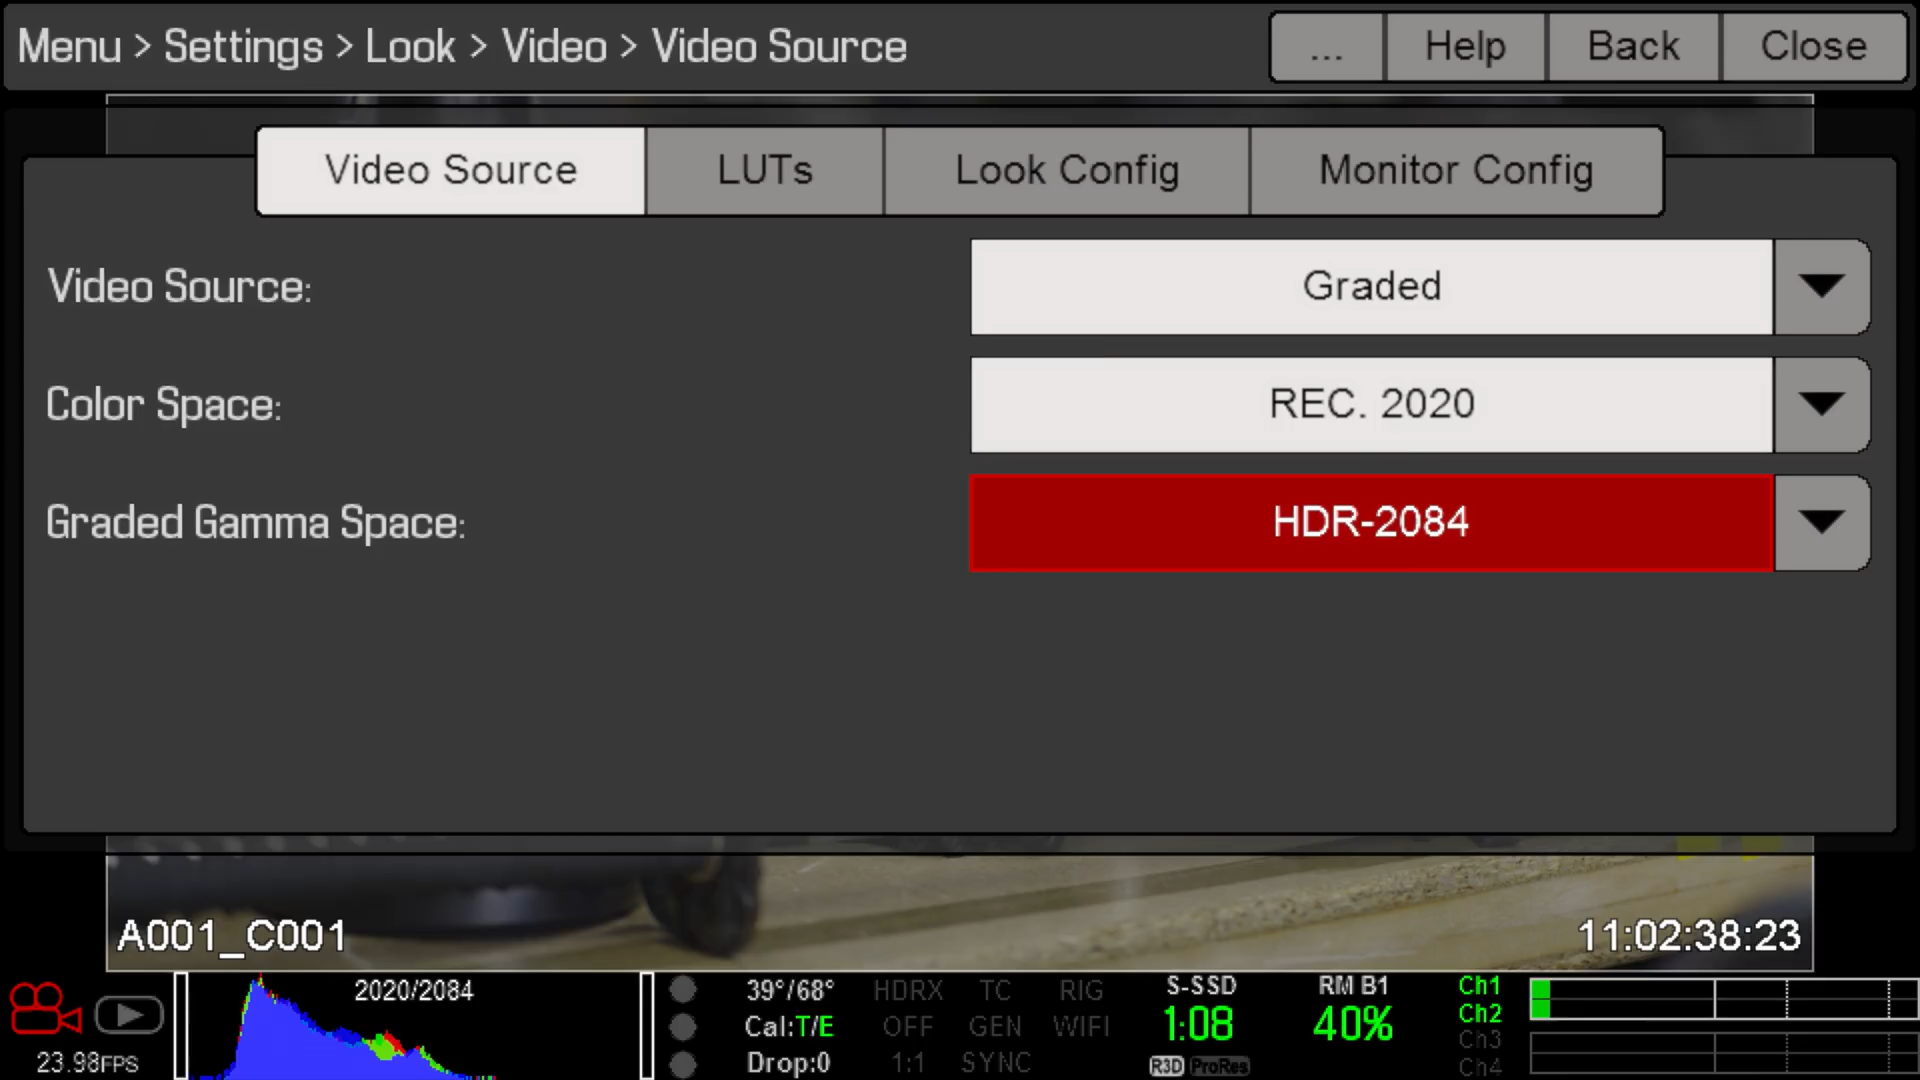 Menu > Settings > Look > Video > Video Source
... Help Back Close
Video Source LUTs Look Config Monitor Config
Video Source: Graded
Color Space: REC. 2020
Graded Gamma Space: HDR-2084
A001_C001 11:02:38:23
2020/2084 39°/68° HDRX TC RIG S-SSD RM B1 Ch1
Cal:T/E OFF GEN WIFI 1:08 40% Ch2
Ch3
23.98FPS Drop:0 1:1 SYNC R3D ProRes Ch4